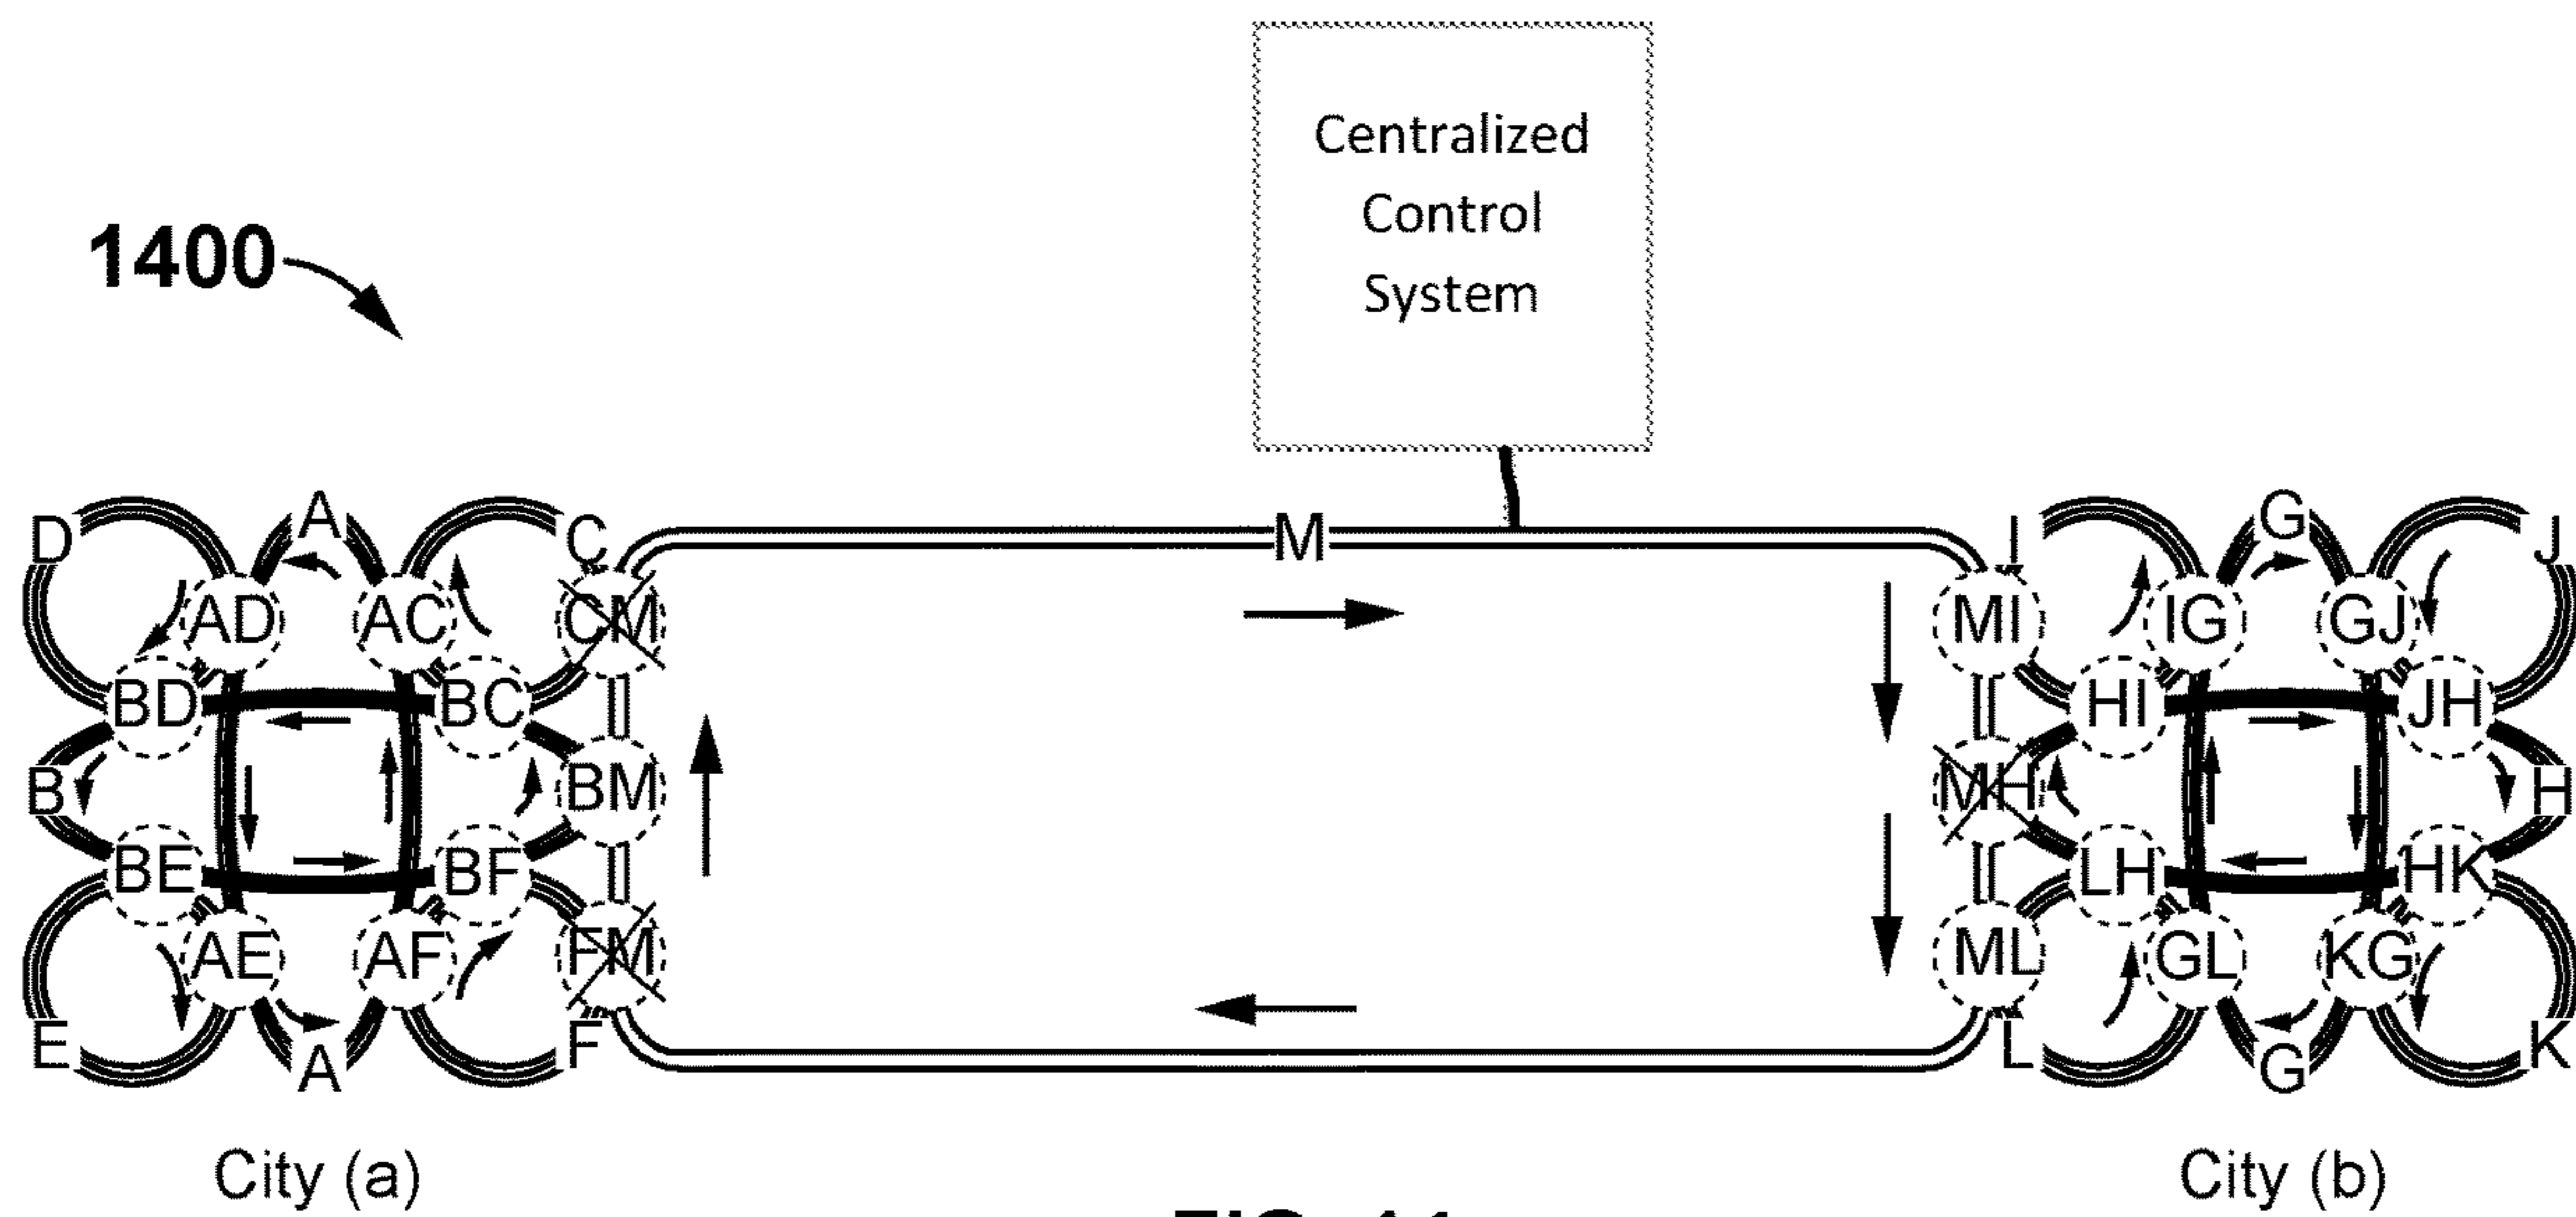 Centralized
Control
System
1400
D A C M I G J
AD AC CM MI IG GJ
BD BC HI JH
B BM MH H
BE BF LH HK
AE AF FM ML GL KG
E A F L G K
City (a) City (b)